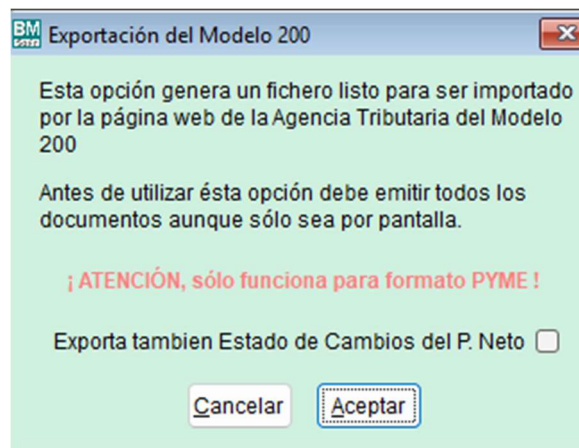 BM
Exportación del Modelo 200
Esta opción genera un fichero listo para ser importado
por la página web de la Agencia Tributaria del Modelo
200
Antes de utilizar ésta opción debe emitir todos los
documentos aunque sólo sea por pantalla.
¡ ATENCIÓN, sólo funciona para formato PYME !
Exporta tambien Estado de Cambios del P. Neto
Cancelar
Aceptar